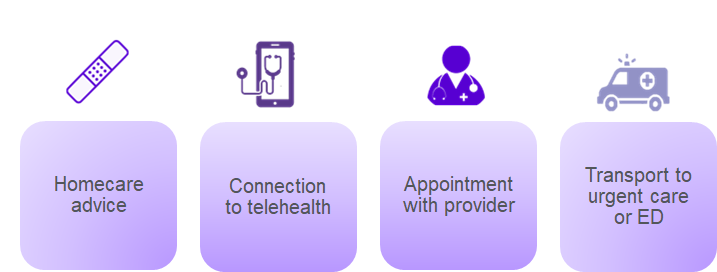 Homecare
advice
Connection
to telehealth
Appointment
with provider
Transport to
urgent care
or ED